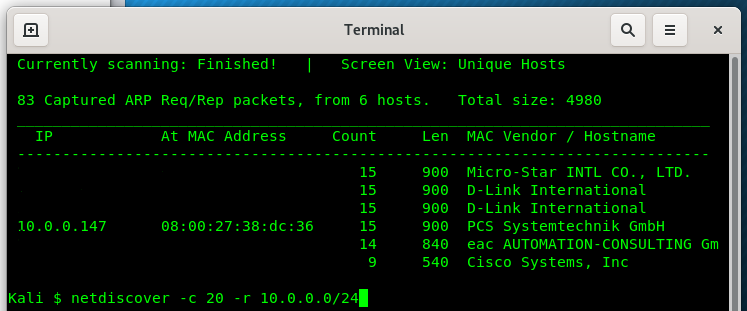 Terminal
Currently scanning: Finished!   |   Screen View: Unique Hosts
83 Captured ARP Req/Rep packets, from 6 hosts.   Total size: 4980
IP            At MAC Address     Count     Len  MAC Vendor / Hostname
15     900  Micro-Star INTL CO., LTD.
15     900  D-Link International
15     900  D-Link International
10.0.0.147      08:00:27:38:dc:36     15     900  PCS Systemtechnik GmbH
14     840  eac AUTOMATION-CONSULTING Gm
9     540  Cisco Systems, Inc
Kali $ netdiscover -c 20 -r 10.0.0.0/24